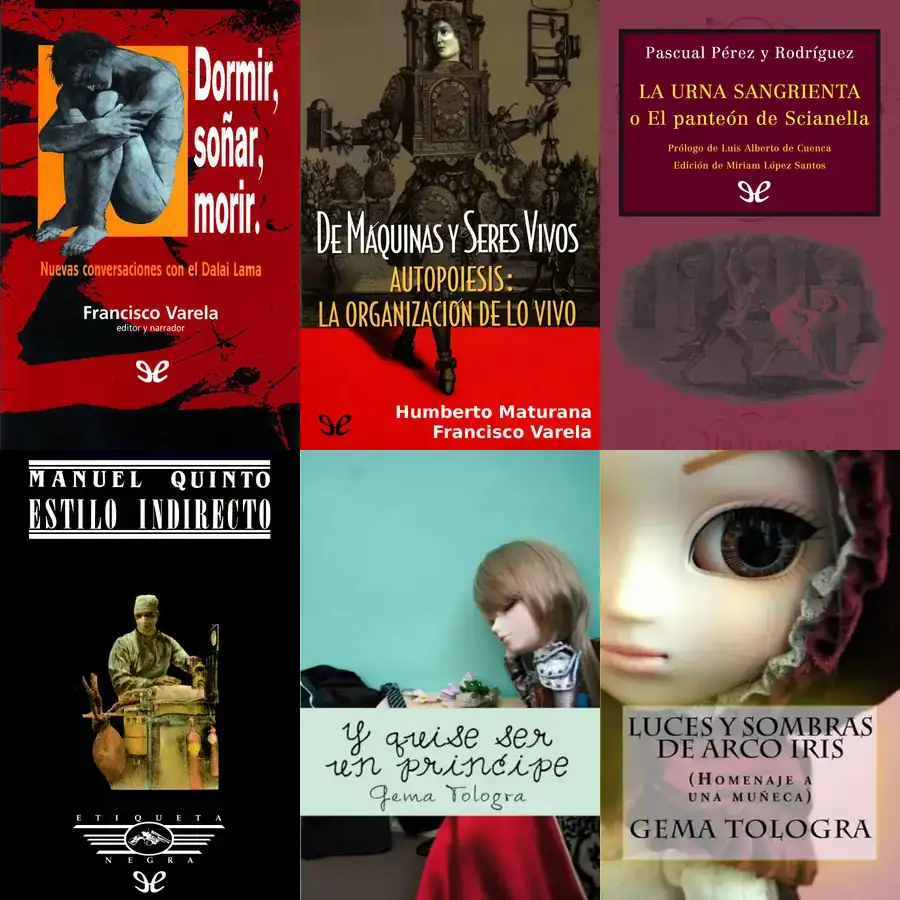 Dormir,
soñar,
morir.
Nuevas conversaciones con el Dalai Lama
Francisco Varela
editor y narrador
DE MÁQUINAS Y SERES VIVOS
AUTOPOIESIS:
LA ORGANIZACIÓN DE LO VIVO
Humberto Maturana
Francisco Varela
Pascual Pérez y Rodríguez
LA URNA SANGRIENTA
o El panteón de Scianella
Prólogo de Luis Alberto de Cuenca
Edición de Miriam López Santos
MANUEL QUINTO
ESTILO INDIRECTO
ETIQUETA
NEGRA
Y quise ser
un príncipe
Gema Tologra
LUCES Y SOMBRAS
DE ARCO IRIS
(HOMENAJE A
UNA MUÑECA)
GEMA TOLOGRA